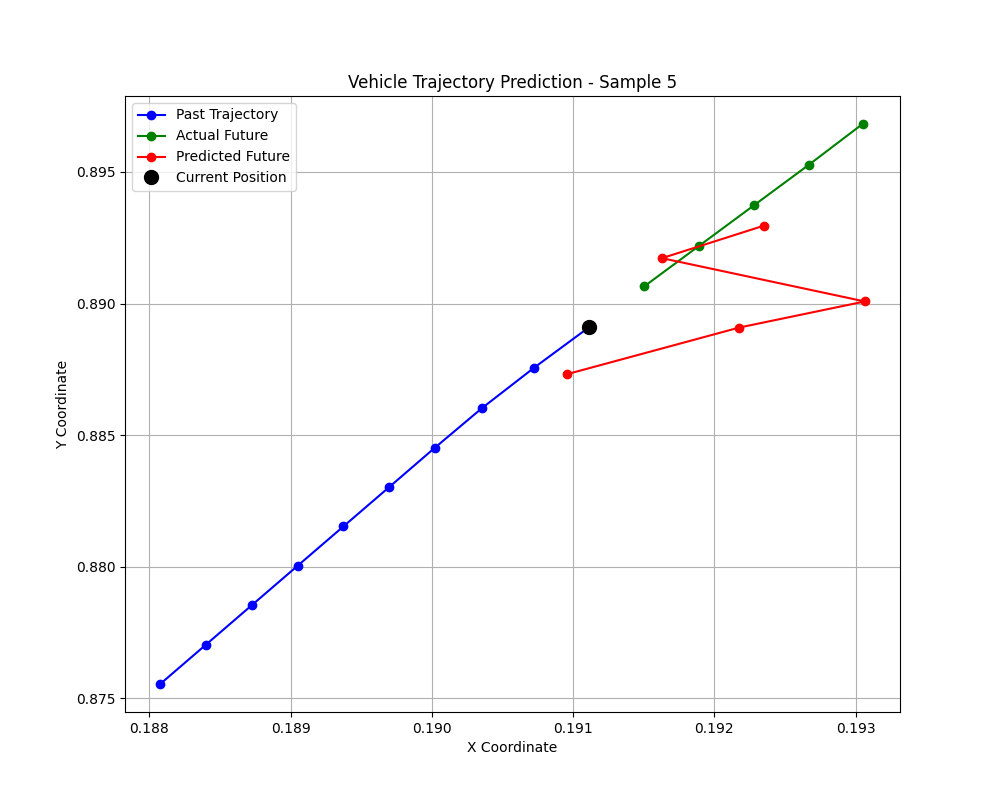 Vehicle Trajectory Prediction - Sample 5
Past Trajectory
Actual Future
Predicted Future
Current Position
0.895
0.890
0.885
0.880
0.875
Y Coordinate
0.188 0.189 0.190 0.191 0.192 0.193
X Coordinate